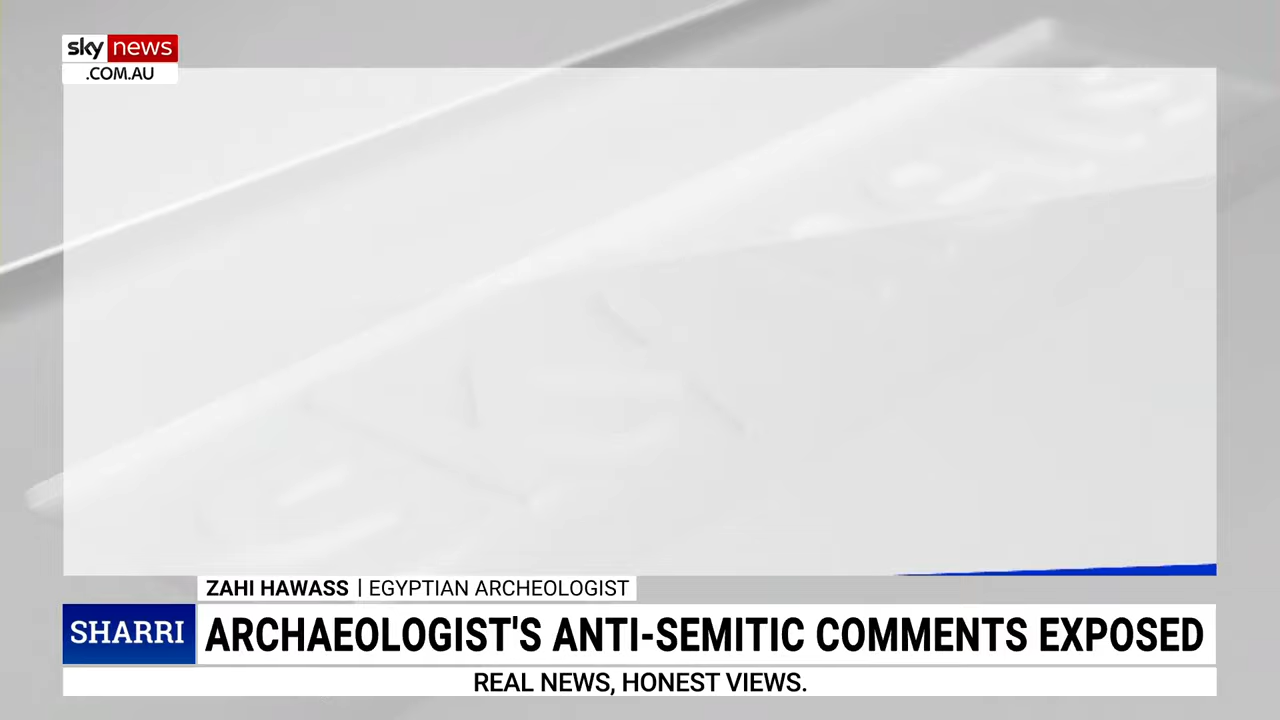 sky news
.COM.AU
ZAHI HAWASS | EGYPTIAN ARCHEOLOGIST
SHARRI
ARCHAEOLOGIST'S ANTI-SEMITIC COMMENTS EXPOSED
REAL NEWS, HONEST VIEWS.